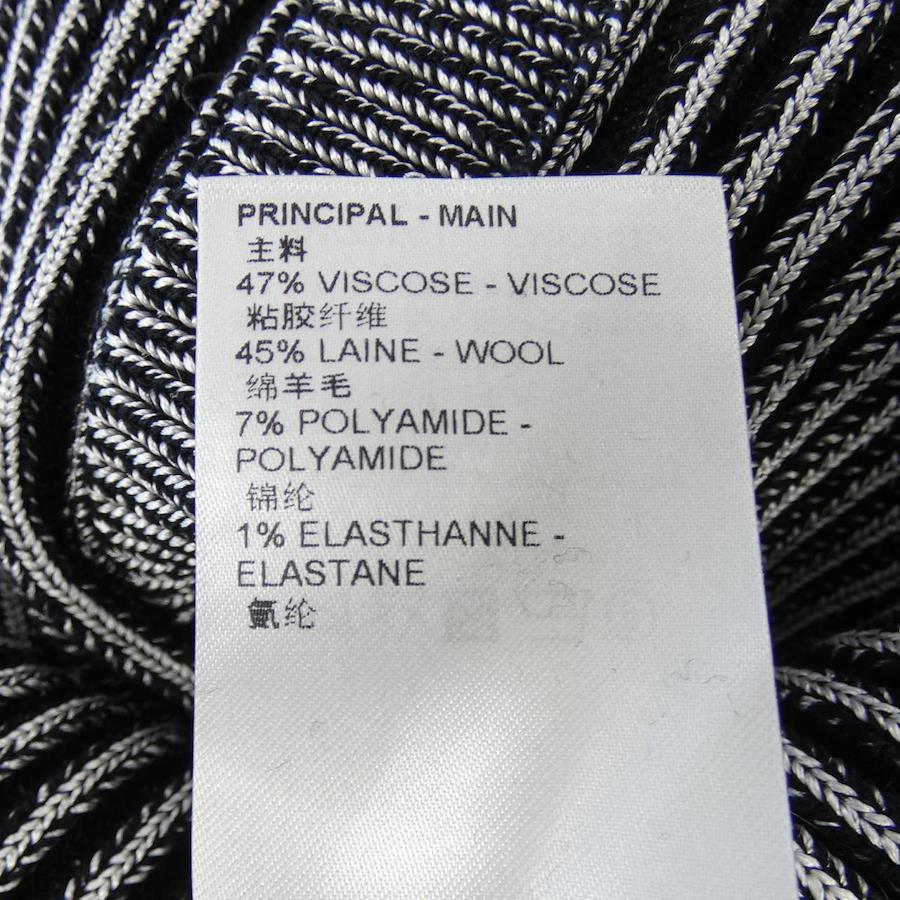 PRINCIPAL - MAIN
主料
47% VISCOSE - VISCOSE
粘胶纤维
45% LAINE - WOOL
绵羊毛
7% POLYAMIDE -
POLYAMIDE
锦纶
1% ELASTHANNE -
ELASTANE
氨纶